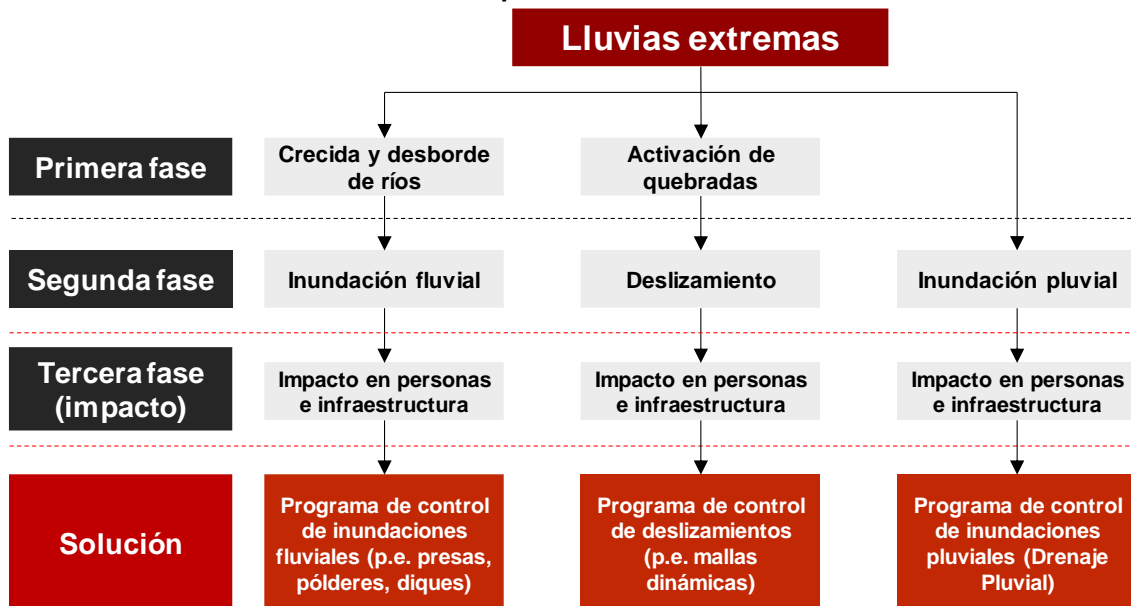 Lluvias extremas
Primera fase
Crecida y desborde
de ríos
Activación de
quebradas
Segunda fase
Inundación fluvial
Deslizamiento
Inundación pluvial
Tercera fase
(impacto)
Impacto en personas
e infraestructura
Impacto en personas
e infraestructura
Impacto en personas
e infraestructura
Solución
Programa de control
de inundaciones
fluviales (p.e. presas,
pólderes, diques)
Programa de control
de deslizamientos
(p.e. mallas
dinámicas)
Programa de control
de inundaciones
pluviales (Drenaje
Pluvial)